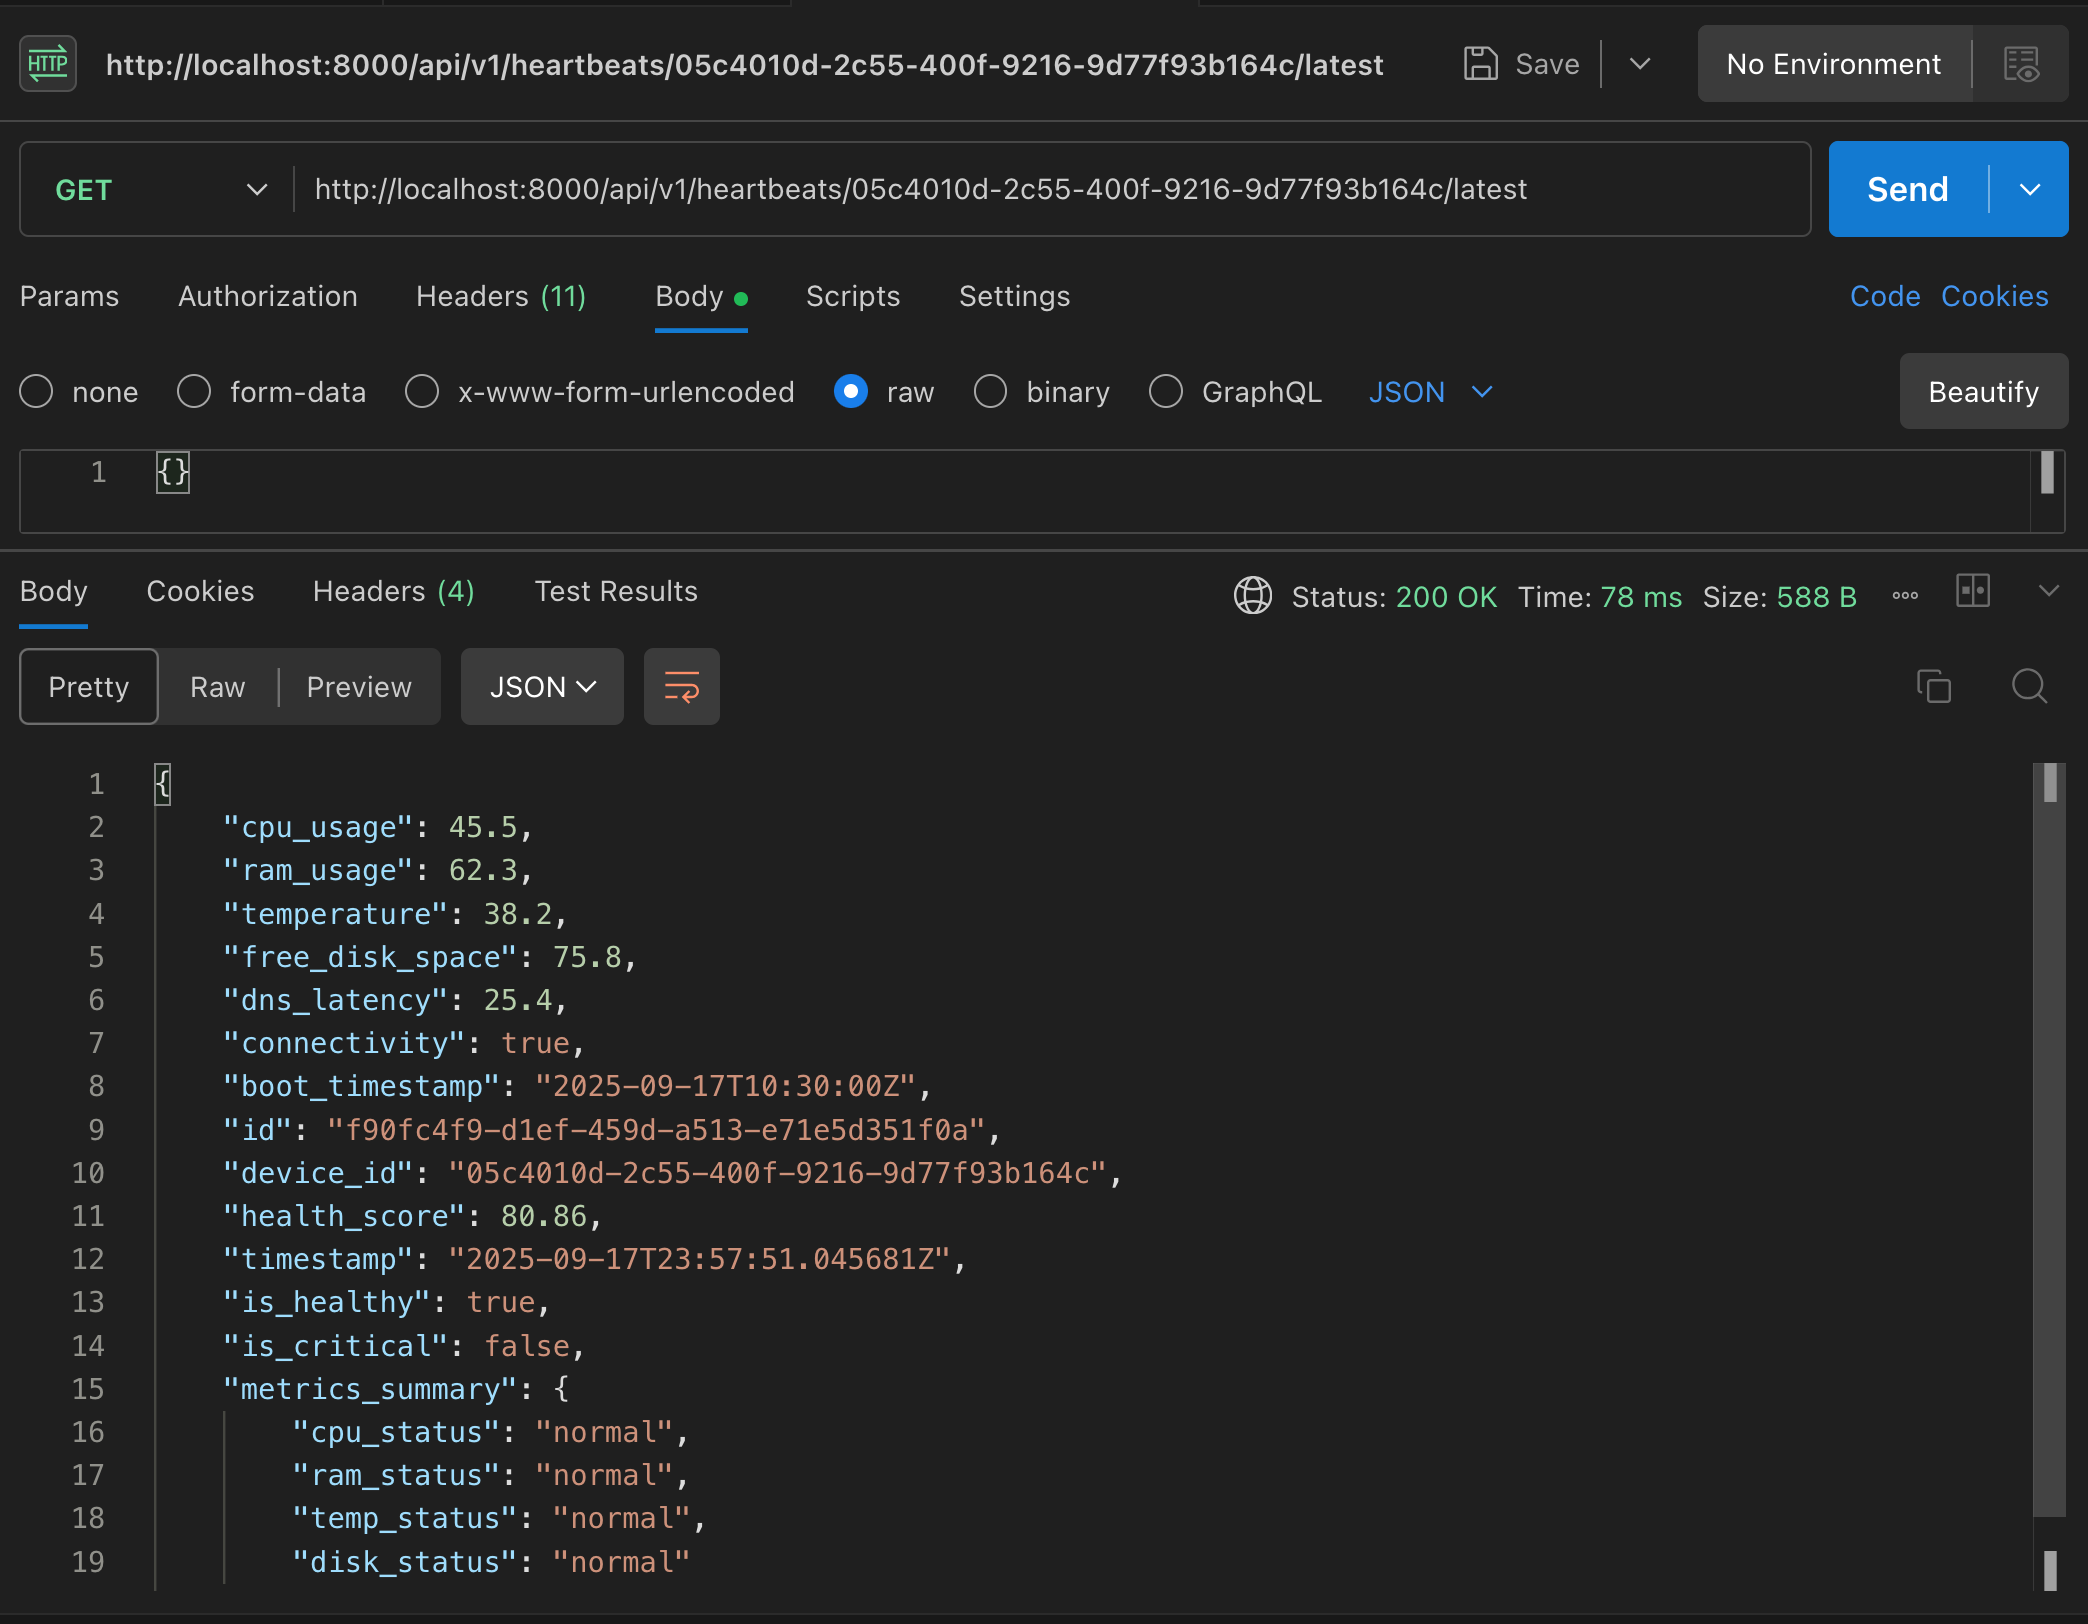 HTTP http://localhost:8000/api/v1/heartbeats/05c4010d-2c55-400f-9216-9d77f93b164c/latest Save No Environment
GET http://localhost:8000/api/v1/heartbeats/05c4010d-2c55-400f-9216-9d77f93b164c/latest Send
Params Authorization Headers (11) Body Scripts Settings Code Cookies
none form-data x-www-form-urlencoded raw binary GraphQL JSON Beautify
1 {}
Body Cookies Headers (4) Test Results Status: 200 OK Time: 78 ms Size: 588 B
Pretty Raw Preview JSON
1 {
2 "cpu_usage": 45.5,
3 "ram_usage": 62.3,
4 "temperature": 38.2,
5 "free_disk_space": 75.8,
6 "dns_latency": 25.4,
7 "connectivity": true,
8 "boot_timestamp": "2025-09-17T10:30:00Z",
9 "id": "f90fc4f9-d1ef-459d-a513-e71e5d351f0a",
10 "device_id": "05c4010d-2c55-400f-9216-9d77f93b164c",
11 "health_score": 80.86,
12 "timestamp": "2025-09-17T23:57:51.045681Z",
13 "is_healthy": true,
14 "is_critical": false,
15 "metrics_summary": {
16 "cpu_status": "normal",
17 "ram_status": "normal",
18 "temp_status": "normal",
19 "disk_status": "normal"